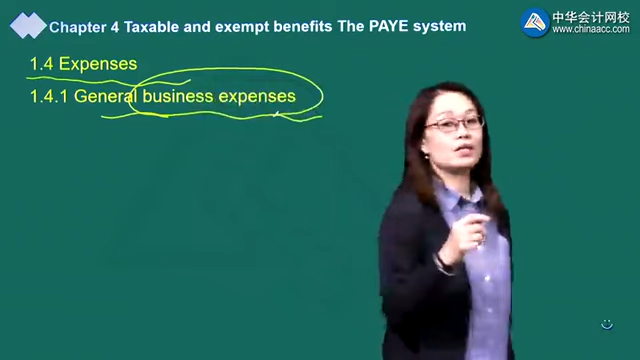 Chapter 4 Taxable and exempt benefits The PAYE system
中华会计网校
www.chinaacc.com
1.4 Expenses
1.4.1 General business expenses